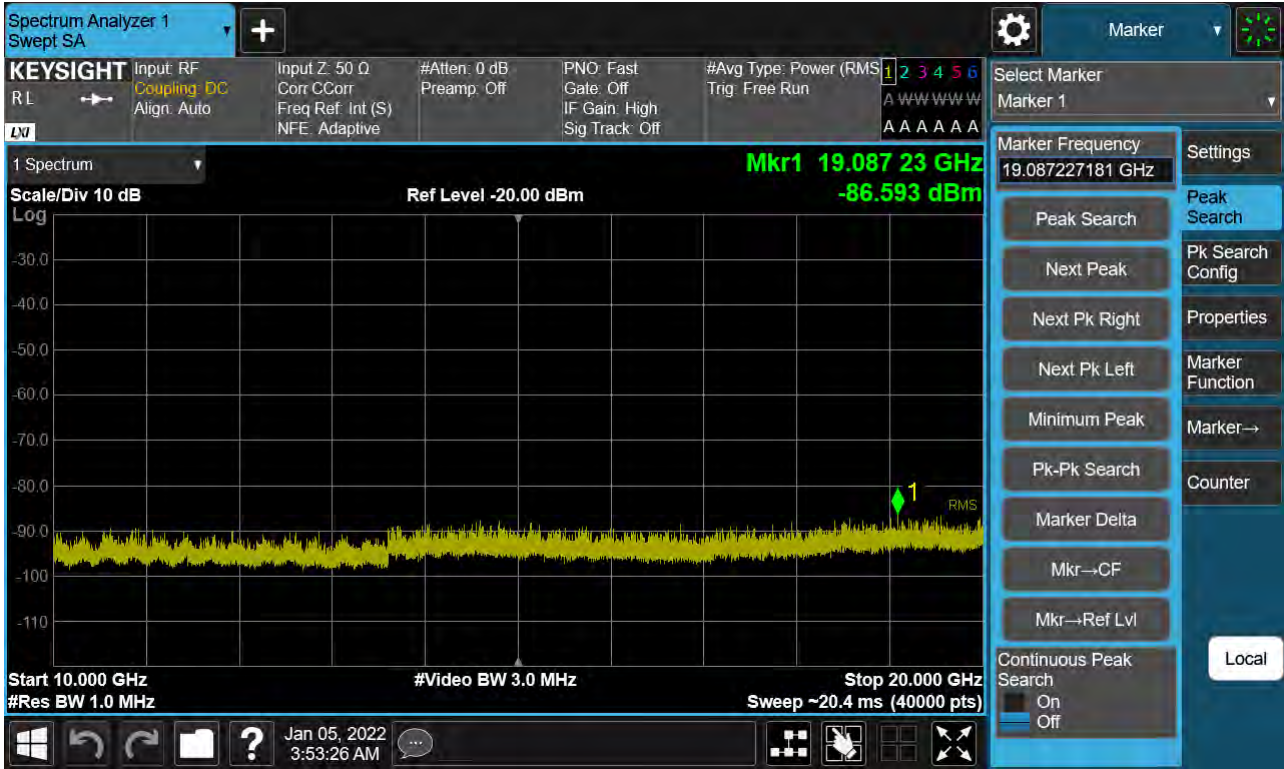 Spectrum Analyzer 1
Swept SA
Marker
KEYSIGHT
RL
LXI
Input: RF
Coupling: DC
Align: Auto
Input Z: 50 Ω
Corr CCorr
Freq Ref: Int (S)
NFE: Adaptive
#Atten: 0 dB
Preamp: Off
PNO: Fast
Gate: Off
IF Gain: High
Sig Track: Off
#Avg Type: Power (RMS
Trig: Free Run
1 2 3 4 5 6
A W W W W W
A A A A A A
Select Marker
Marker 1
1 Spectrum
Scale/Div 10 dB
Log
Ref Level -20.00 dBm
Mkr1 19.087 23 GHz
-86.593 dBm
-30.0
-40.0
-50.0
-60.0
-70.0
-80.0
-90.0
-100
-110
1
RMS
Start 10.000 GHz
#Res BW 1.0 MHz
#Video BW 3.0 MHz
Stop 20.000 GHz
Sweep ~20.4 ms (40000 pts)
Marker Frequency
19.087227181 GHz
Peak Search
Next Peak
Next Pk Right
Next Pk Left
Minimum Peak
Pk-Pk Search
Marker Delta
Mkr→CF
Mkr→Ref Lvl
Continuous Peak
Search
On
Off
Settings
Peak
Search
Pk Search
Config
Properties
Marker
Function
Marker→
Counter
Local
?
Jan 05, 2022
3:53:26 AM